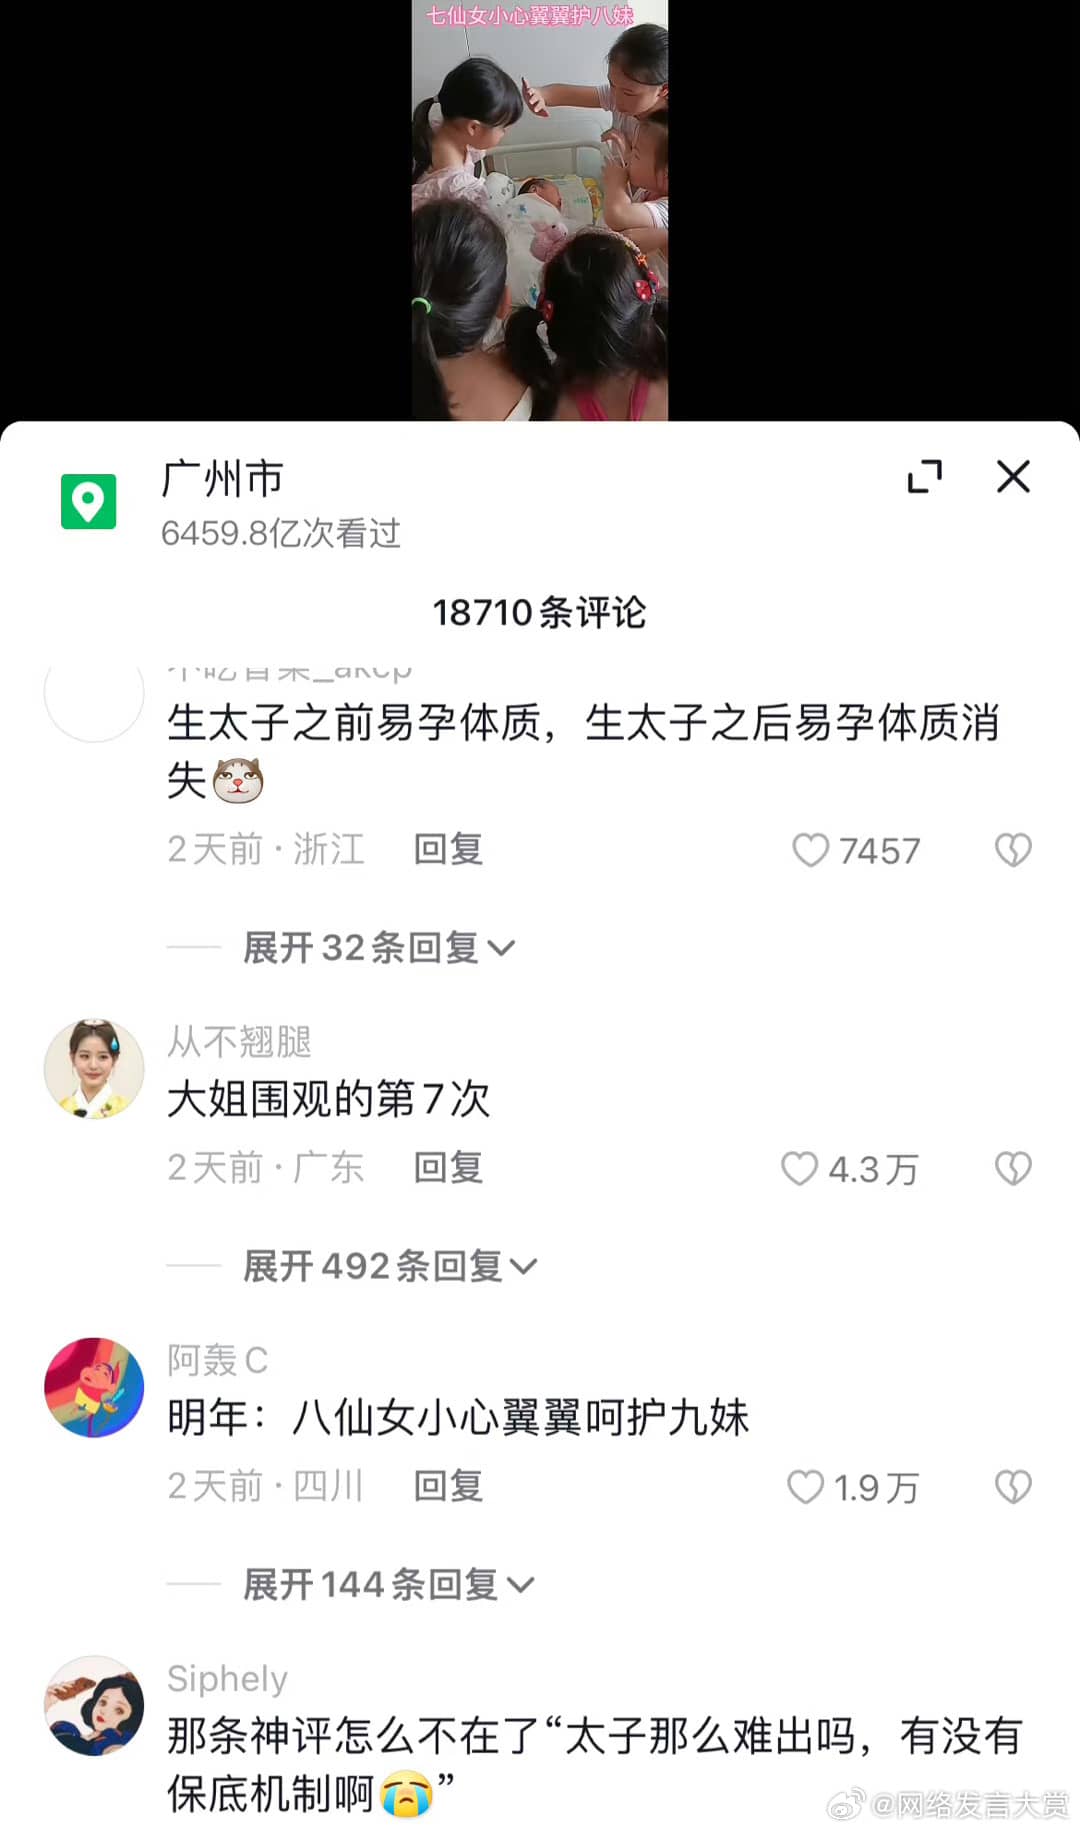 七仙女小心翼翼护八妹
广州市
6459.8亿次看过
18710条评论
生太子之前易孕体质，生太子之后易孕体质消
失
2天前·浙江 回复 7457
展开32条回复
从不翘腿
大姐围观的第7次
2天前·广东 回复 4.3万
展开492条回复
阿轰C
明年：八仙女小心翼翼呵护九妹
2天前·四川 回复 1.9万
展开144条回复
Siphely
那条神评怎么不在了“太子那么难出吗，有没有
保底机制啊😭”
@网络发言大赏